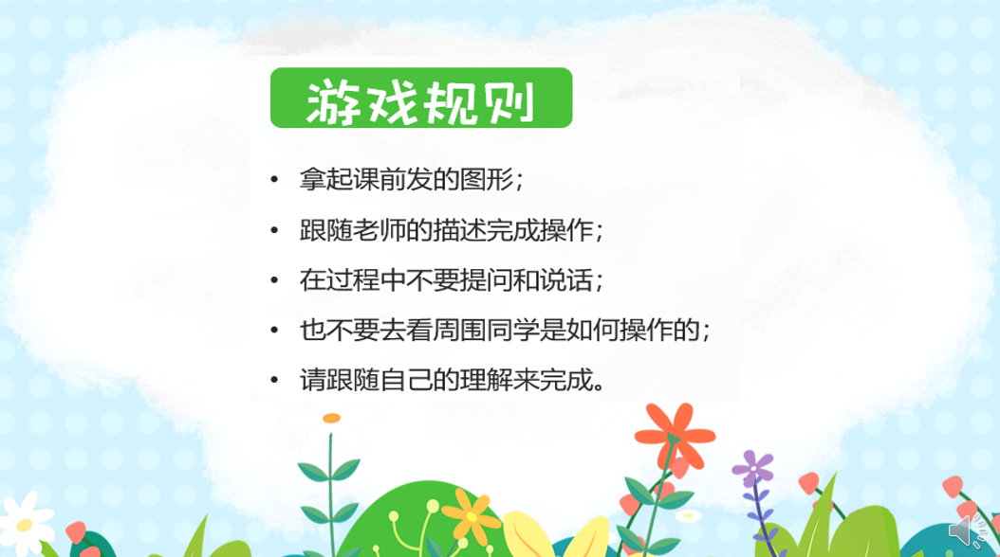 游戏规则
• 拿起课前发的图形；
• 跟随老师的描述完成操作；
• 在过程中不要提问和说话；
• 也不要去看周围同学是如何操作的；
• 请跟随自己的理解来完成。